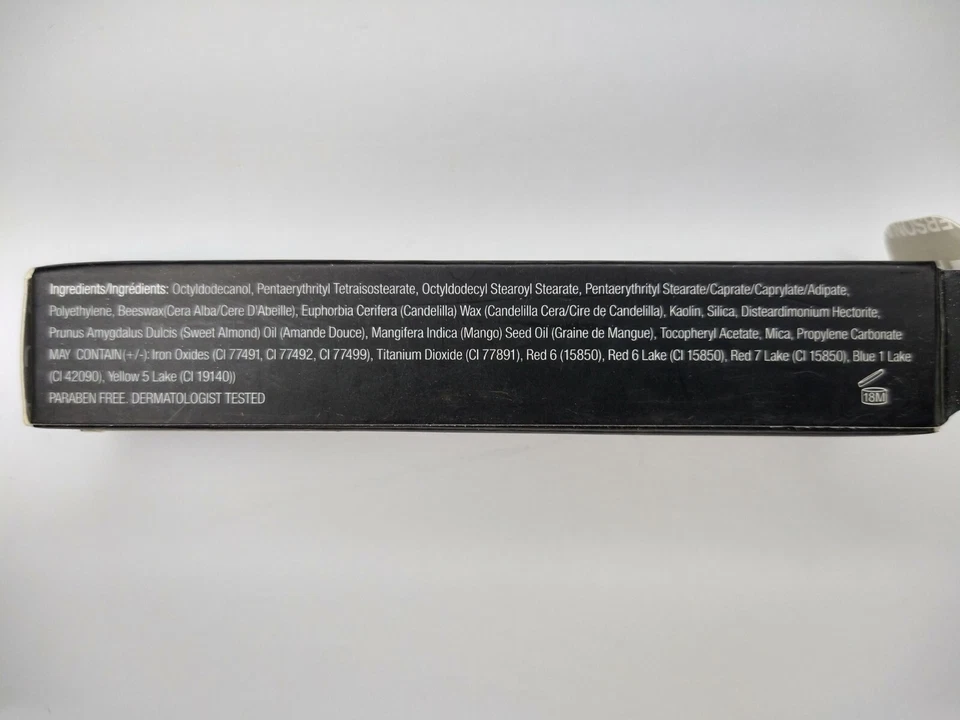 Ingredients/Ingrédients: Octyldodecanol, Pentaerythrityl Tetraisostearate, Octyldodecyl Stearoyl Stearate, Pentaerythrityl Stearate/Caprate/Caprylate/Adipate,
Polyethylene, Beeswax(Cera Alba/Cere D'Abeille), Euphorbia Cerifera (Candelilla) Wax (Candelilla Cera/Cire de Candelilla), Kaolin, Silica, Disteardimonium Hectorite,
Prunus Amygdalus Dulcis (Sweet Almond) Oil (Amande Douce), Mangifera Indica (Mango) Seed Oil (Graine de Mangue), Tocopheryl Acetate, Mica, Propylene Carbonate
MAY CONTAIN(+/-): Iron Oxides (CI 77491, CI 77492, CI 77499), Titanium Dioxide (CI 77891), Red 6 (15850), Red 6 Lake (CI 15850), Red 7 Lake (CI 15850), Blue 1 Lake
(CI 42090), Yellow 5 Lake (CI 19140))
PARABEN FREE. DERMATOLOGIST TESTED
18M